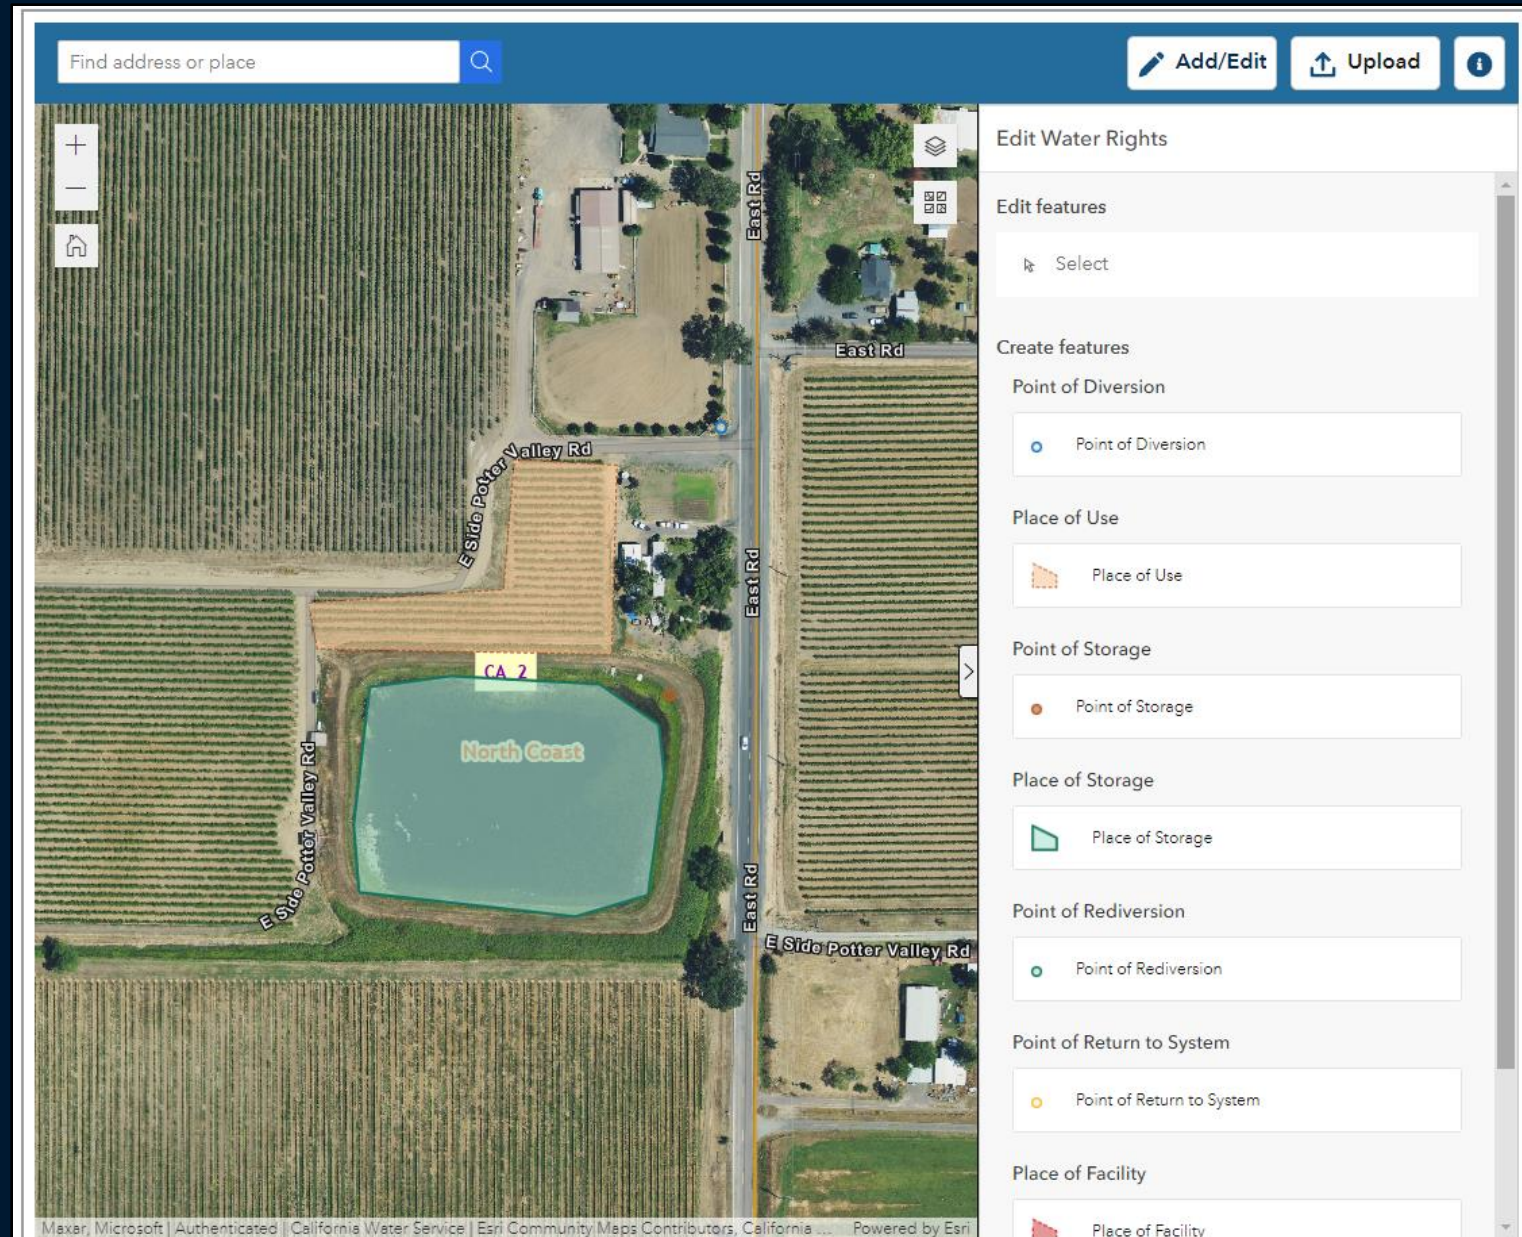 Find address or place
Add/Edit
Upload
Edit Water Rights
Edit features
Select
Create features
Point of Diversion
Point of Diversion
Place of Use
Place of Use
Point of Storage
Point of Storage
Place of Storage
Place of Storage
Point of Rediversion
Point of Rediversion
Point of Return to System
Point of Return to System
Place of Facility
Place of Facility
East Rd
East Rd
E Side Potter Valley Rd
East Rd
CA 2
North Coast
E Side Potter Valley Rd
East Rd
E Side Potter Valley Rd
Maxar, Microsoft | Authenticated | California Water Service | Esri Community Maps Contributors, California ... Powered by Esri